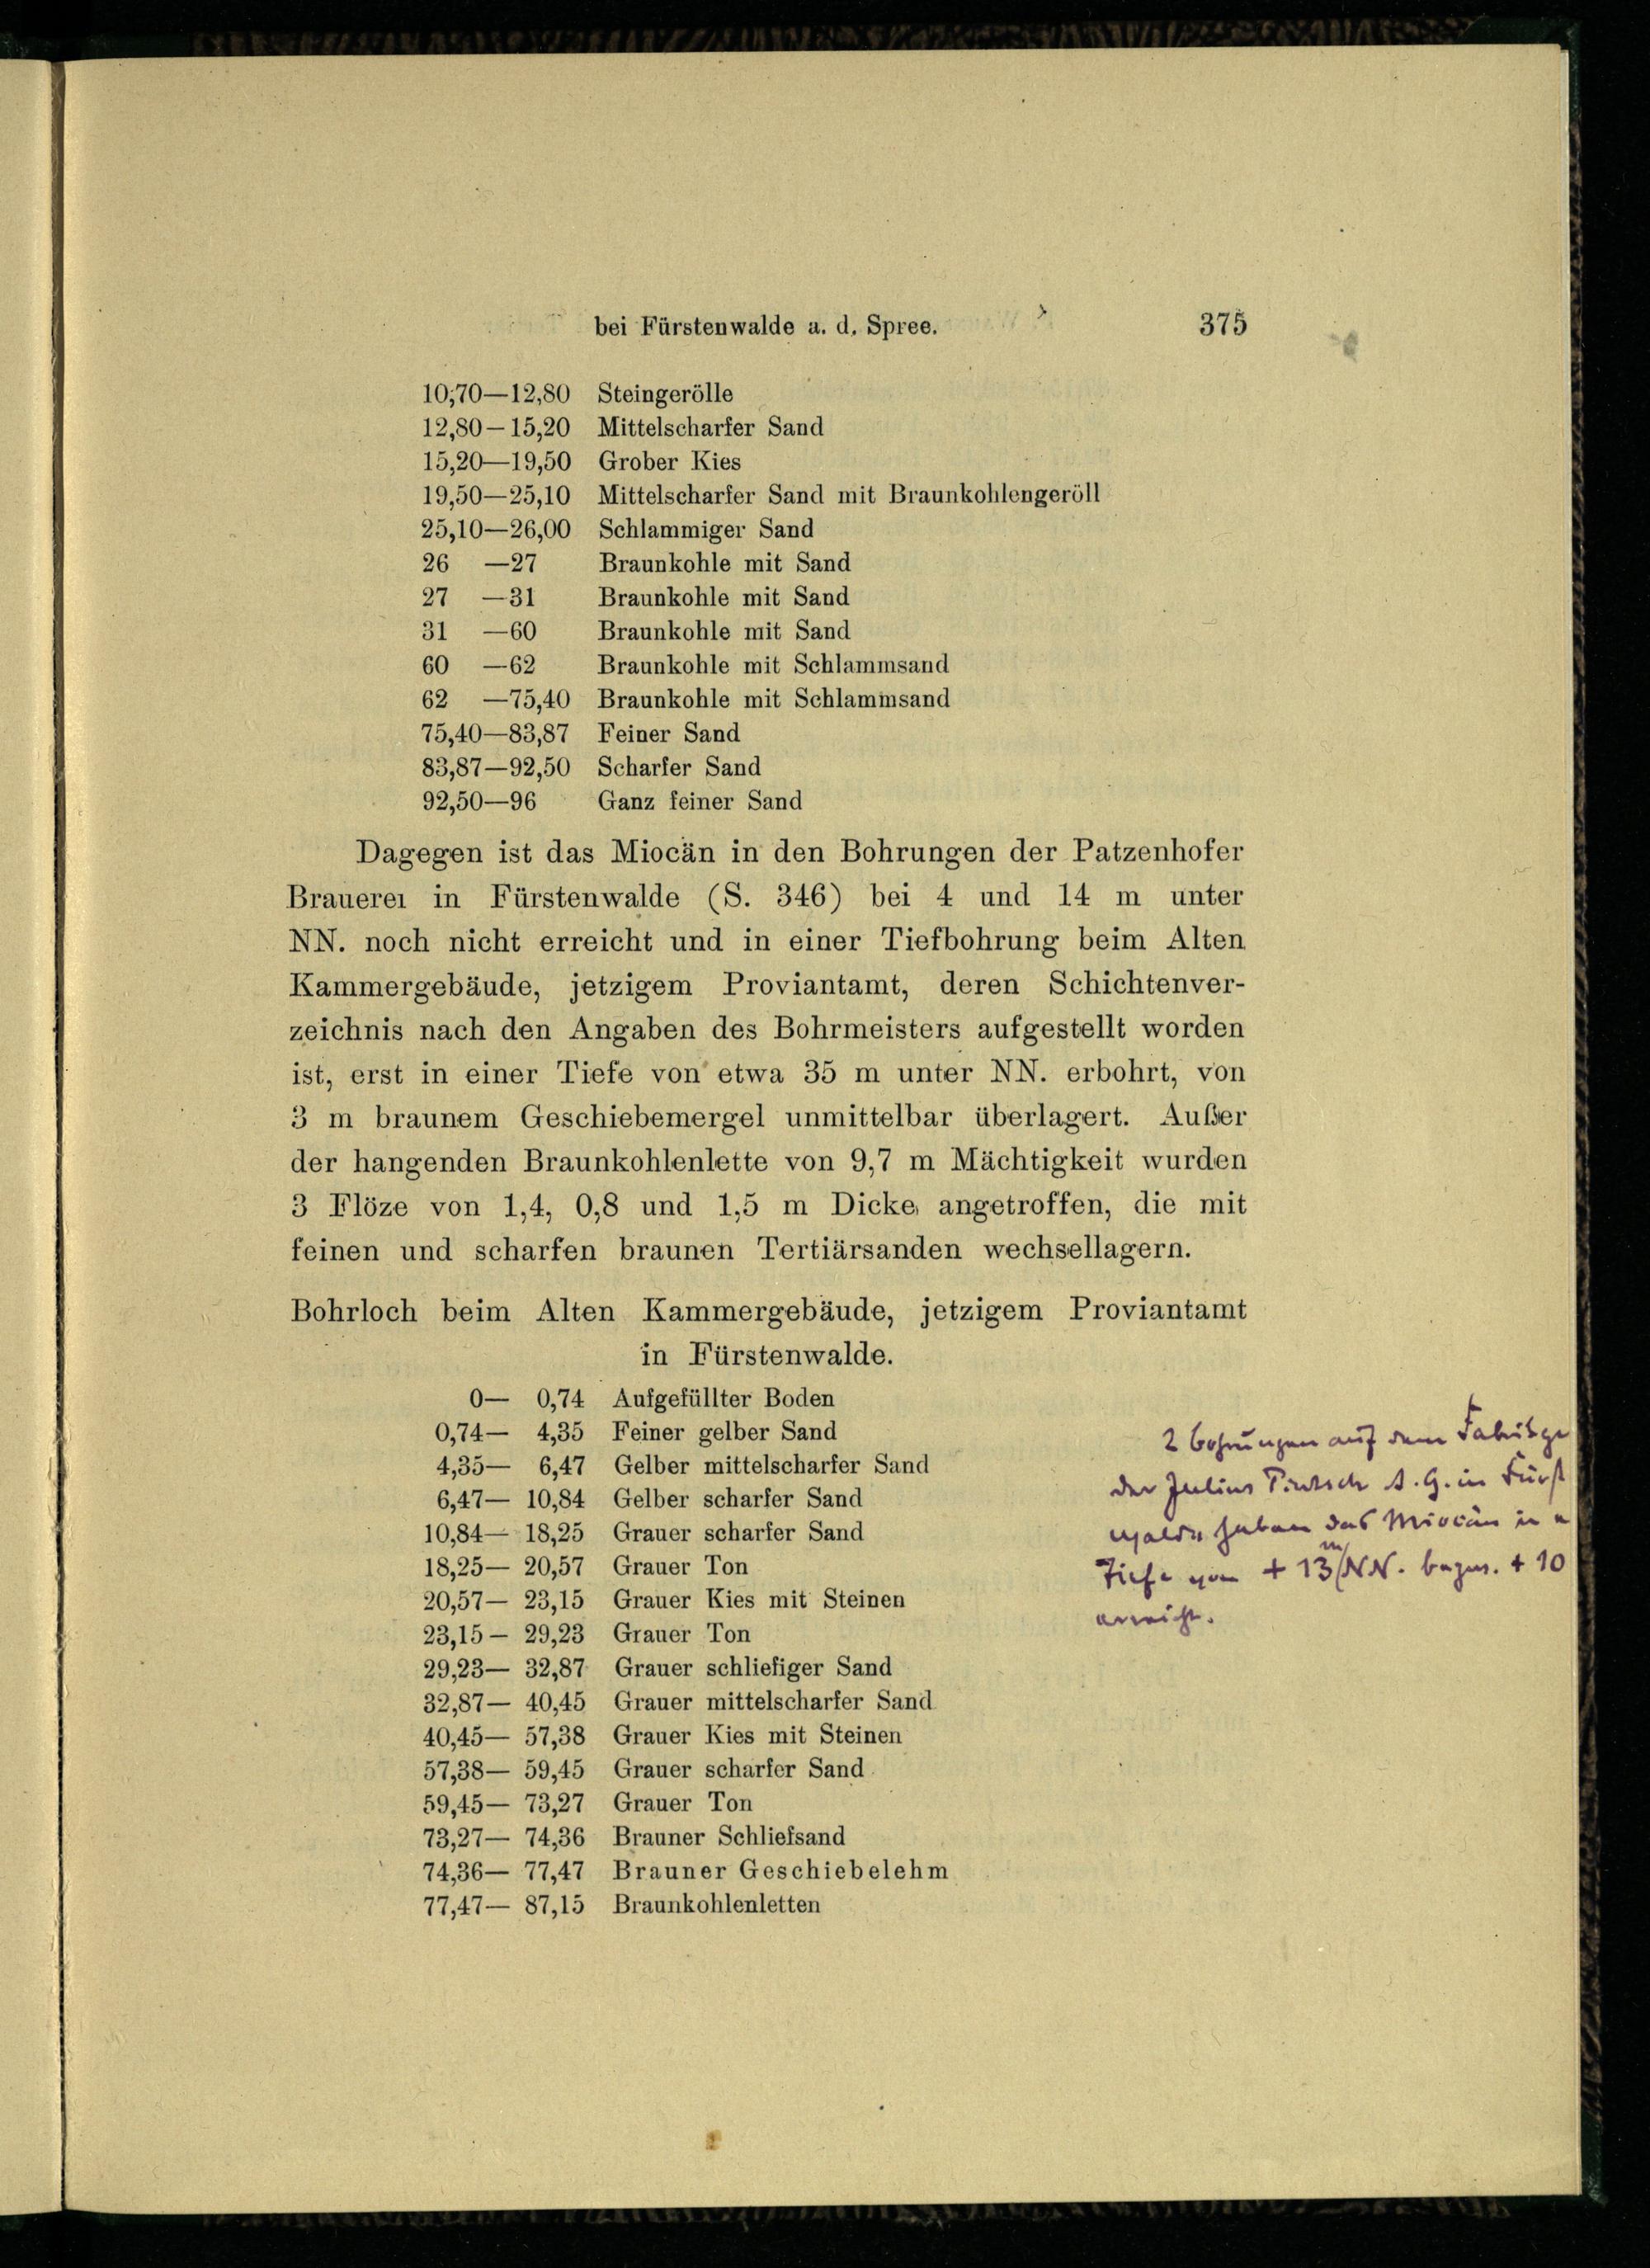 bei Fürstenwalde a. d. Spree. 375
10,70—12,80 Steingerölle
12,80—15,20 Mittelscharfer Sand
15,20—19,50 Grober Kies
19,50—25,10 Mittelscharfer Sand mit Braunkohlengeröll
25,10—26,00 Schlammiger Sand
26 —27 Braunkohle mit Sand
27 —31 Braunkohle mit Sand
31 —60 Braunkohle mit Sand
60 —62 Braunkohle mit Schlammsand
62 —75,40 Braunkohle mit Schlammsand
75,40—83,87 Feiner Sand
83,87—92,50 Scharfer Sand
92,50—96 Ganz feiner Sand
Dagegen ist das Miocän in den Bohrungen der Patzenhofer
Brauerei in Fürstenwalde (S. 346) bei 4 und 14 m unter
NN. noch nicht erreicht und in einer Tiefbohrung beim Alten
Kammergebäude, jetzigem Proviantamt, deren Schichtenver-
zeichnis nach den Angaben des Bohrmeisters aufgestellt worden
ist, erst in einer Tiefe von etwa 35 m unter NN. erbohrt, von
3 m braunem Geschiebemergel unmittelbar überlagert. Außer
der hangenden Braunkohlenlette von 9,7 m Mächtigkeit wurden
3 Flöze von 1,4, 0,8 und 1,5 m Dicke angetroffen, die mit
feinen und scharfen braunen Tertiärsanden wechsellagern.
Bohrloch beim Alten Kammergebäude, jetzigem Proviantamt
in Fürstenwalde.
0— 0,74 Aufgefüllter Boden
0,74— 4,35 Feiner gelber Sand
4,35— 6,47 Gelber mittelscharfer Sand
6,47— 10,84 Gelber scharfer Sand
10,84— 18,25 Grauer scharfer Sand
18,25— 20,57 Grauer Ton
20,57— 23,15 Grauer Kies mit Steinen
23,15— 29,23 Grauer Ton
29,23— 32,87 Grauer schliefiger Sand
32,87— 40,45 Grauer mittelscharfer Sand
40,45— 57,38 Grauer Kies mit Steinen
57,38— 59,45 Grauer scharfer Sand
59,45— 73,27 Grauer Ton
73,27— 74,36 Brauner Schliefsand
74,36— 77,47 Brauner Geschiebelehm
77,47— 87,15 Braunkohlenletten
2 Bohrungen auf dem Fabrikge
der Julius Pintsch A. G. in Fürst
walde haben das Miocän in
Tiefe von + 13 m NN. bezw. + 10
erreicht.